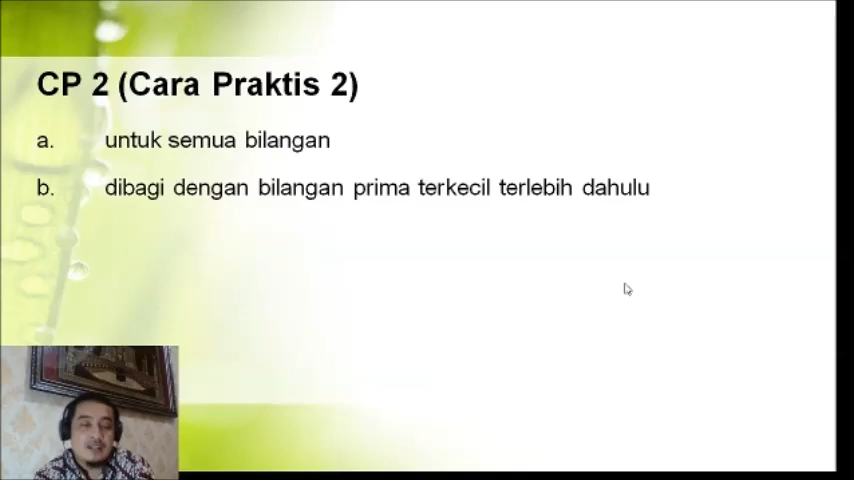 CP 2 (Cara Praktis 2)
a. untuk semua bilangan
b. dibagi dengan bilangan prima terkecil terlebih dahulu